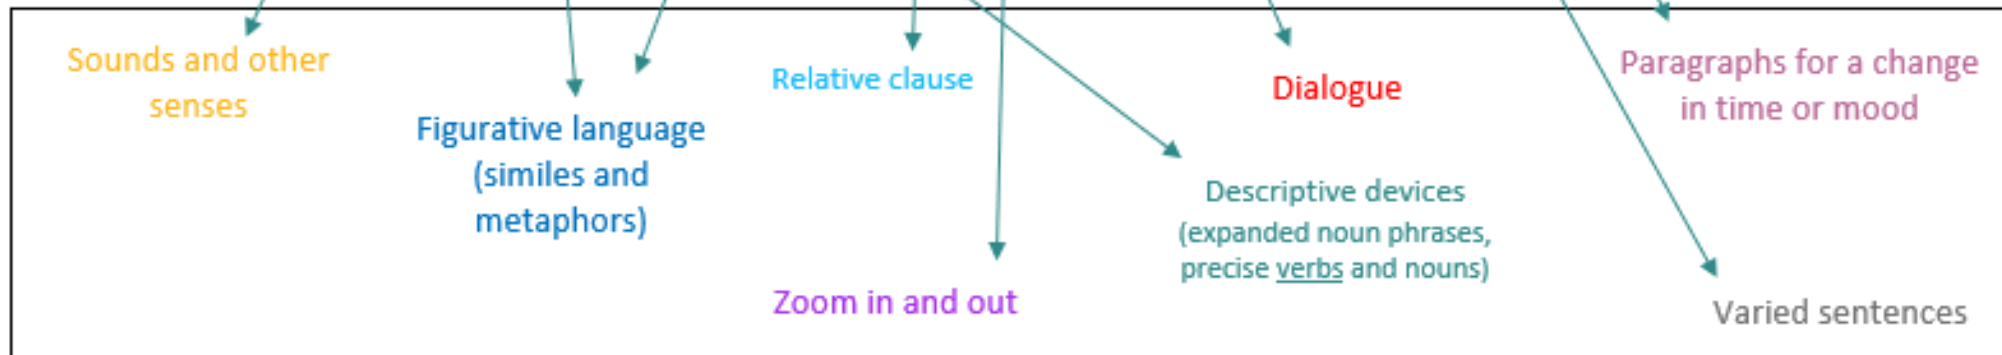 Sounds and other
senses
Figurative language
(similes and
metaphors)
Relative clause
Zoom in and out
Descriptive devices
(expanded noun phrases,
precise verbs and nouns)
Dialogue
Paragraphs for a change
in time or mood
Varied sentences